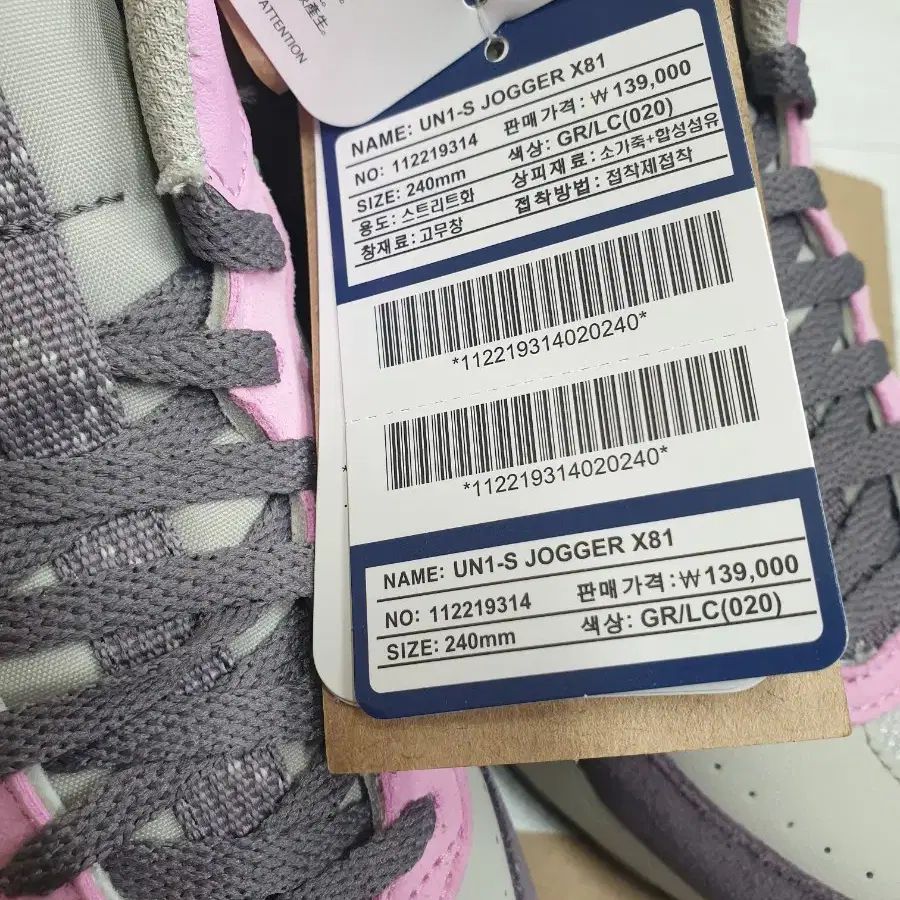 ATTENTION
NAME: UN1-S JOGGER X81
NO: 112219314 판매가격: ₩ 139,000
SIZE: 240mm 색상: GR/LC(020)
용도: 스트리트화 상피재료: 소가죽+합성섬유
창재료: 고무창 접착방법: 접착제접착
*112219314020240*
*112219314020240*
NAME: UN1-S JOGGER X81
NO: 112219314 판매가격: ₩ 139,000
SIZE: 240mm 색상: GR/LC(020)